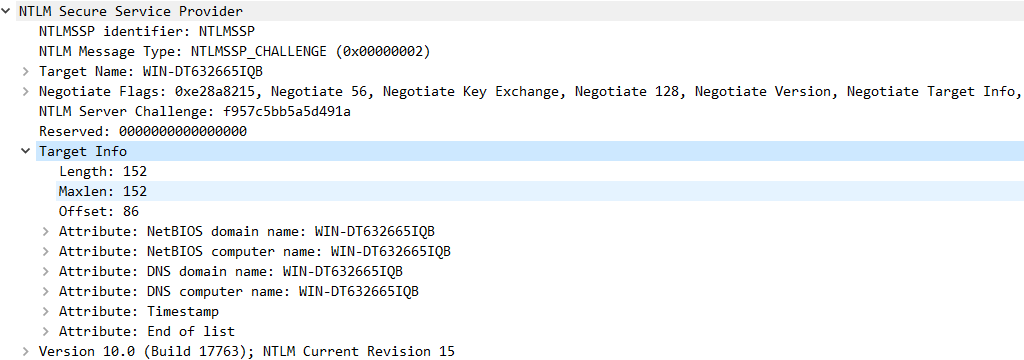 NTLM Secure Service Provider
NTLMSSP identifier: NTLMSSP
NTLM Message Type: NTLMSSP_CHALLENGE (0x00000002)
Target Name: WIN-DT632665IQB
Negotiate Flags: 0xe28a8215, Negotiate 56, Negotiate Key Exchange, Negotiate 128, Negotiate Version, Negotiate Target Info,
NTLM Server Challenge: f957c5bb5a5d491a
Reserved: 0000000000000000
Target Info
Length: 152
Maxlen: 152
Offset: 86
Attribute: NetBIOS domain name: WIN-DT632665IQB
Attribute: NetBIOS computer name: WIN-DT632665IQB
Attribute: DNS domain name: WIN-DT632665IQB
Attribute: DNS computer name: WIN-DT632665IQB
Attribute: Timestamp
Attribute: End of list
Version 10.0 (Build 17763); NTLM Current Revision 15